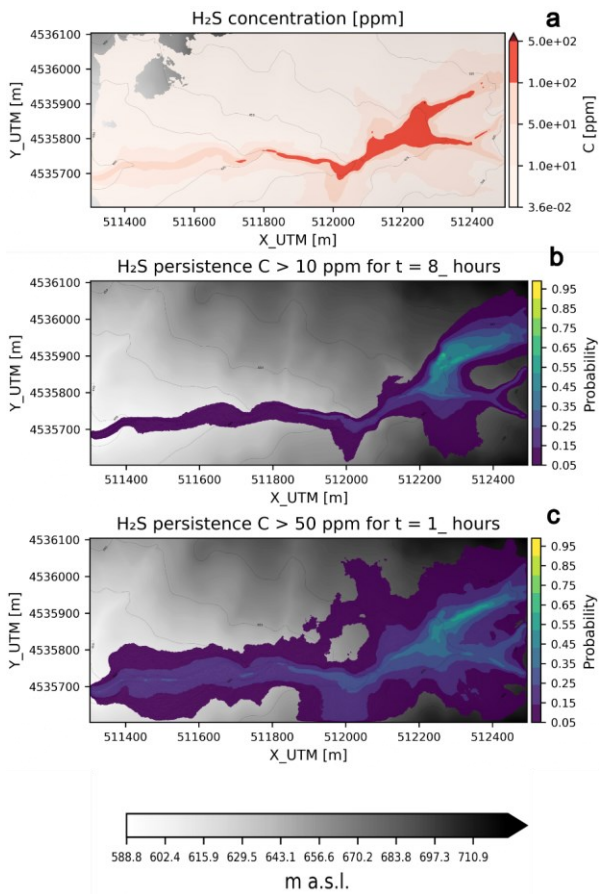 H₂S concentration [ppm]
a
4536100
4536000
4535900
4535800
4535700
Y_UTM [m]
511400 511600 511800 512000 512200 512400
X_UTM [m]
5.0e+02
1.0e+02
5.0e+01
1.0e+01
3.6e-02
C [ppm]
b
H₂S persistence C > 10 ppm for t = 8_ hours
4536100
4536000
4535900
4535800
4535700
Y_UTM [m]
511400 511600 511800 512000 512200 512400
X_UTM [m]
0.95
0.85
0.75
0.65
0.55
0.45
0.35
0.25
0.15
0.05
Probability
c
H₂S persistence C > 50 ppm for t = 1_ hours
4536100
4536000
4535900
4535800
4535700
Y_UTM [m]
511400 511600 511800 512000 512200 512400
X_UTM [m]
0.95
0.85
0.75
0.65
0.55
0.45
0.35
0.25
0.15
0.05
Probability
588.8 602.4 615.9 629.5 643.1 656.6 670.2 683.8 697.3 710.9
m a.s.l.